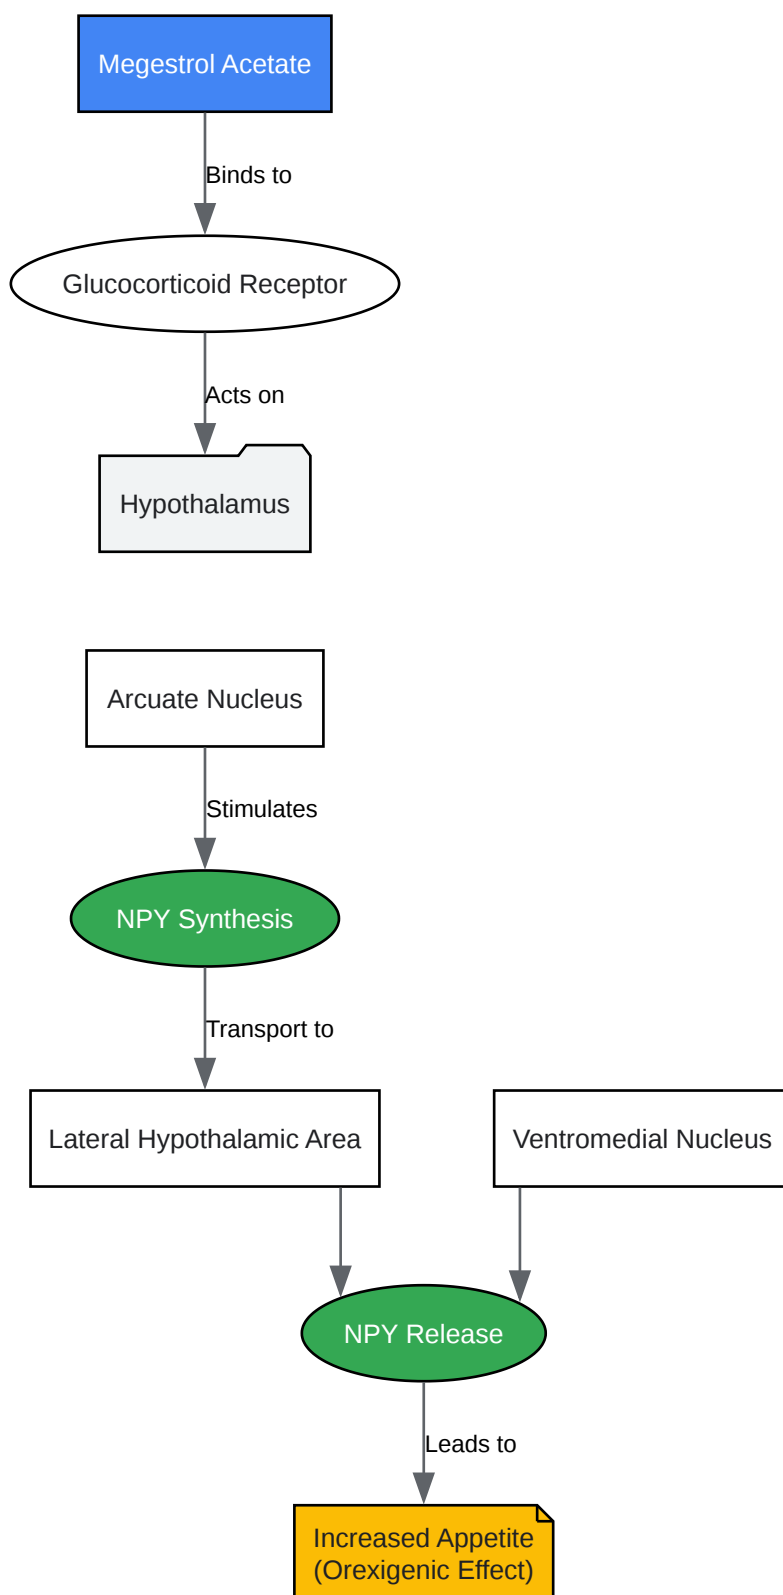 Megestrol Acetate
Binds to
Glucocorticoid Receptor
Acts on
Hypothalamus
Arcuate Nucleus
Stimulates
NPY Synthesis
Transport to
Lateral Hypothalamic Area
Ventromedial Nucleus
NPY Release
Leads to
Increased Appetite
(Orexigenic Effect)